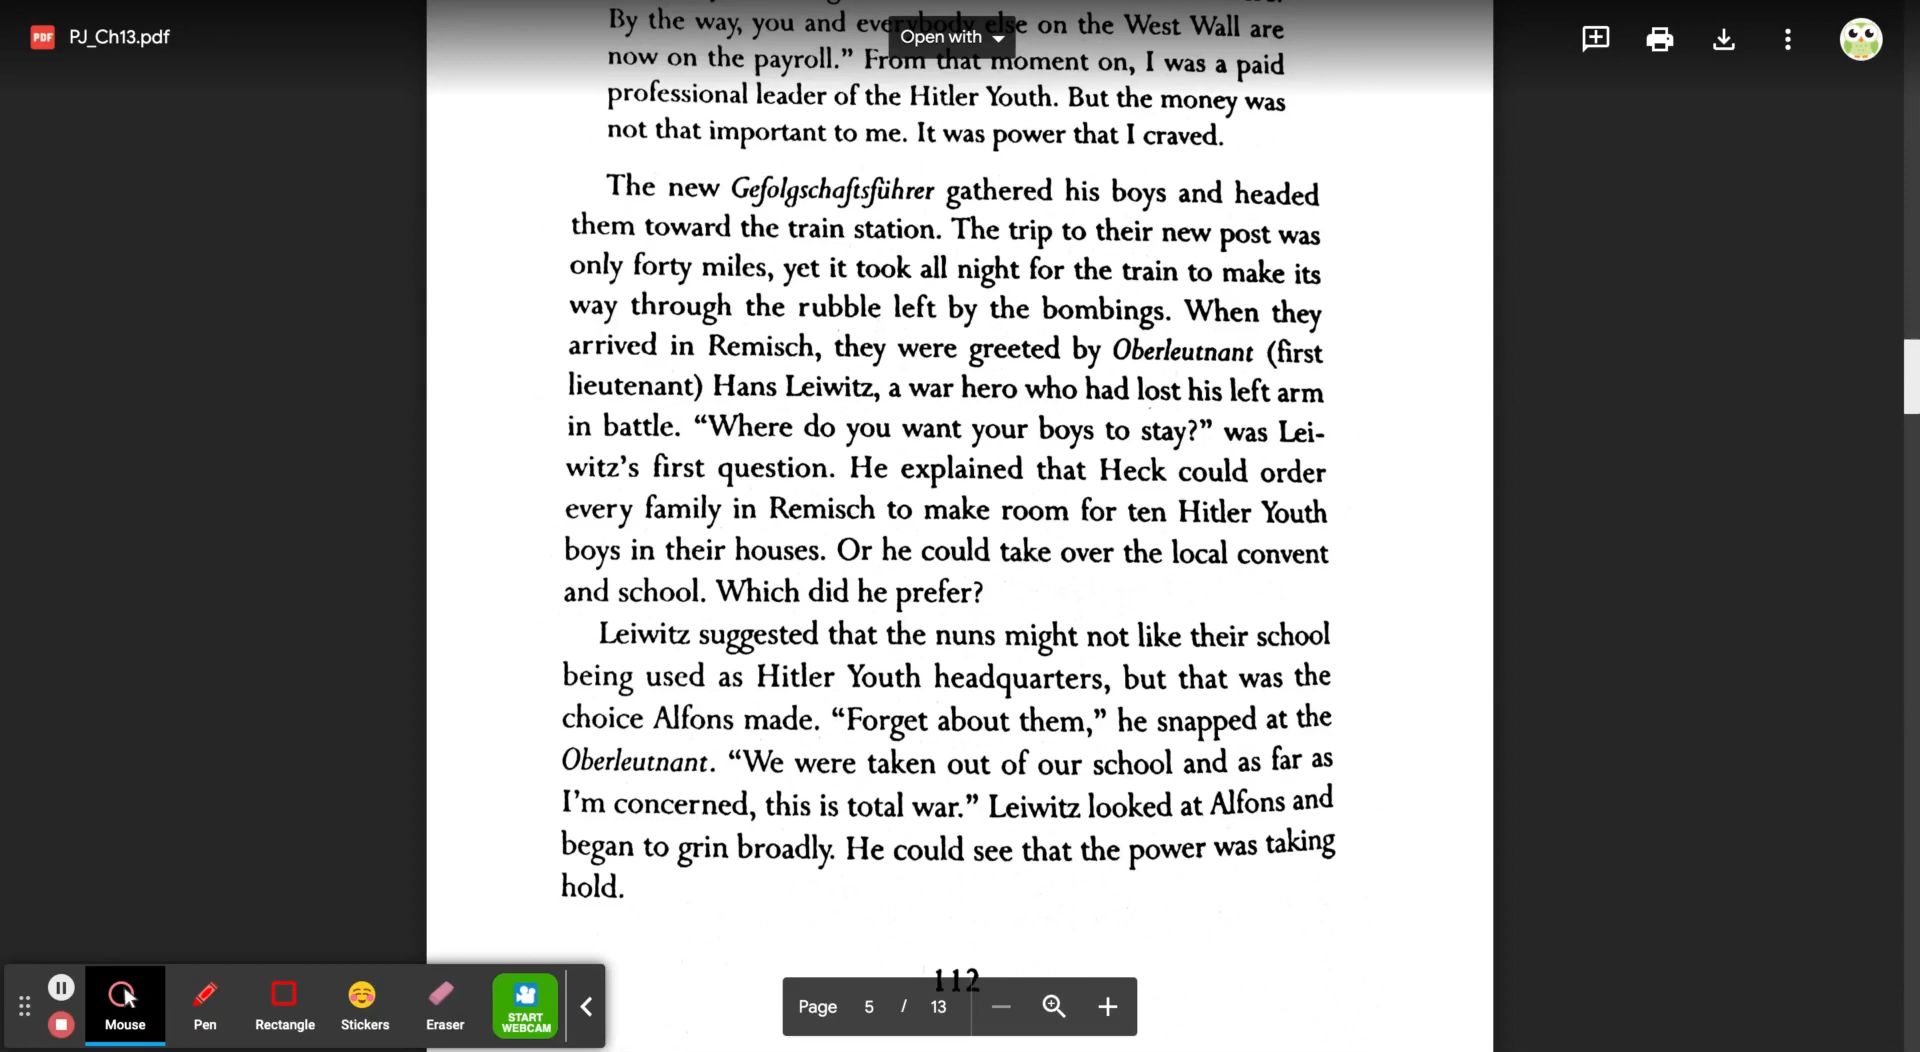 PDF PJ_Ch13.pdf
Open with
By the way, you and everybody else on the West Wall are
now on the payroll.” From that moment on, I was a paid
professional leader of the Hitler Youth. But the money was
not that important to me. It was power that I craved.
The new Gefolgschaftsführer gathered his boys and headed
them toward the train station. The trip to their new post was
only forty miles, yet it took all night for the train to make its
way through the rubble left by the bombings. When they
arrived in Remisch, they were greeted by Oberleutnant (first
lieutenant) Hans Leiwitz, a war hero who had lost his left arm
in battle. “Where do you want your boys to stay?” was Lei-
witz’s first question. He explained that Heck could order
every family in Remisch to make room for ten Hitler Youth
boys in their houses. Or he could take over the local convent
and school. Which did he prefer?
Leiwitz suggested that the nuns might not like their school
being used as Hitler Youth headquarters, but that was the
choice Alfons made. “Forget about them,” he snapped at the
Oberleutnant. “We were taken out of our school and as far as
I’m concerned, this is total war.” Leiwitz looked at Alfons and
began to grin broadly. He could see that the power was taking
hold.
112
Page 5 / 13
Mouse
Pen
Rectangle
Stickers
Eraser
START
WEBCAM